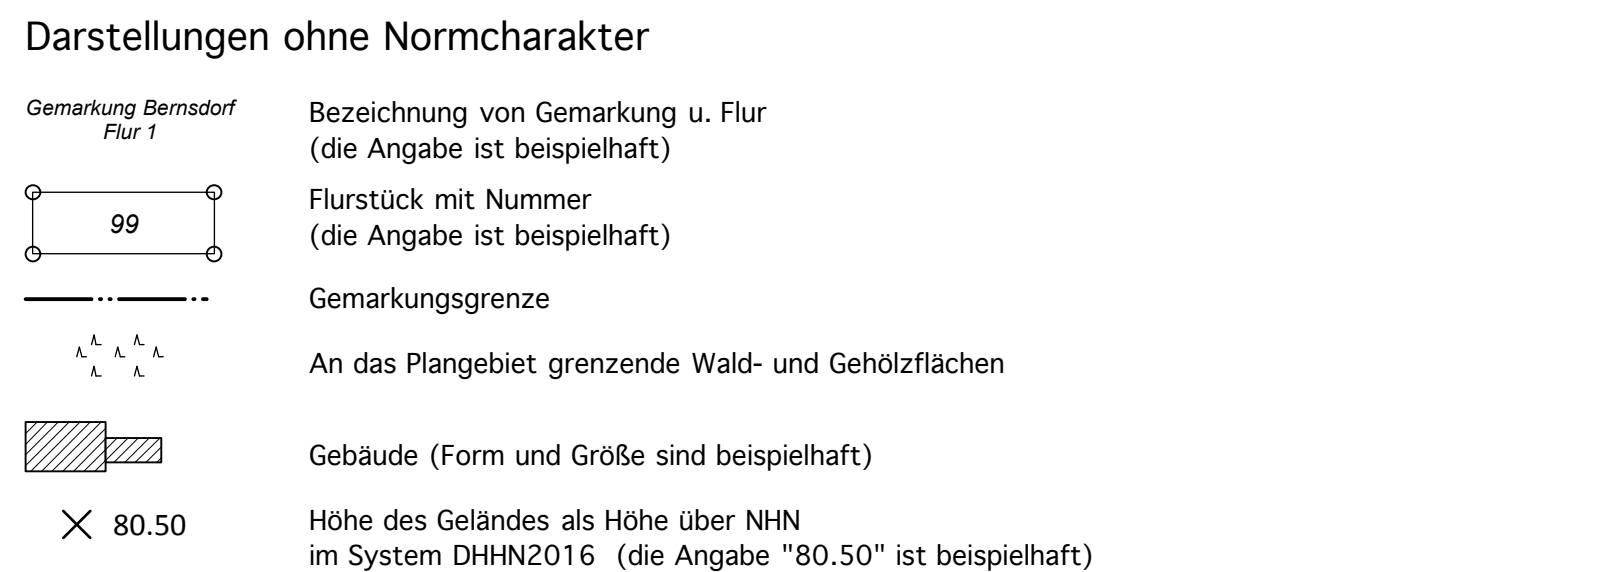 Darstellungen ohne Normcharakter
Gemarkung Bernsdorf
Flur 1
Bezeichnung von Gemarkung u. Flur
(die Angabe ist beispielhaft)
99
Flurstück mit Nummer
(die Angabe ist beispielhaft)
Gemarkungsgrenze
An das Plangebiet grenzende Wald- und Gehölzflächen
Gebäude (Form und Größe sind beispielhaft)
80.50
Höhe des Geländes als Höhe über NHN
im System DHHN2016 (die Angabe "80.50" ist beispielhaft)